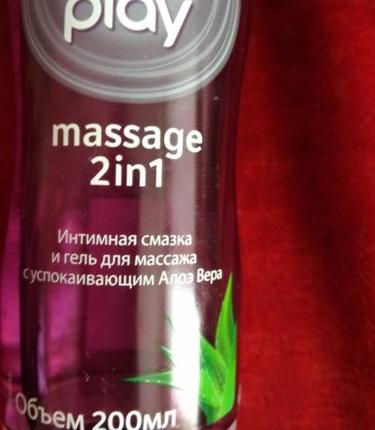 play
massage
2in1
Интимная смазка
и гель для массажа
с успокаивающим Алоэ Вера
Объем 200мл